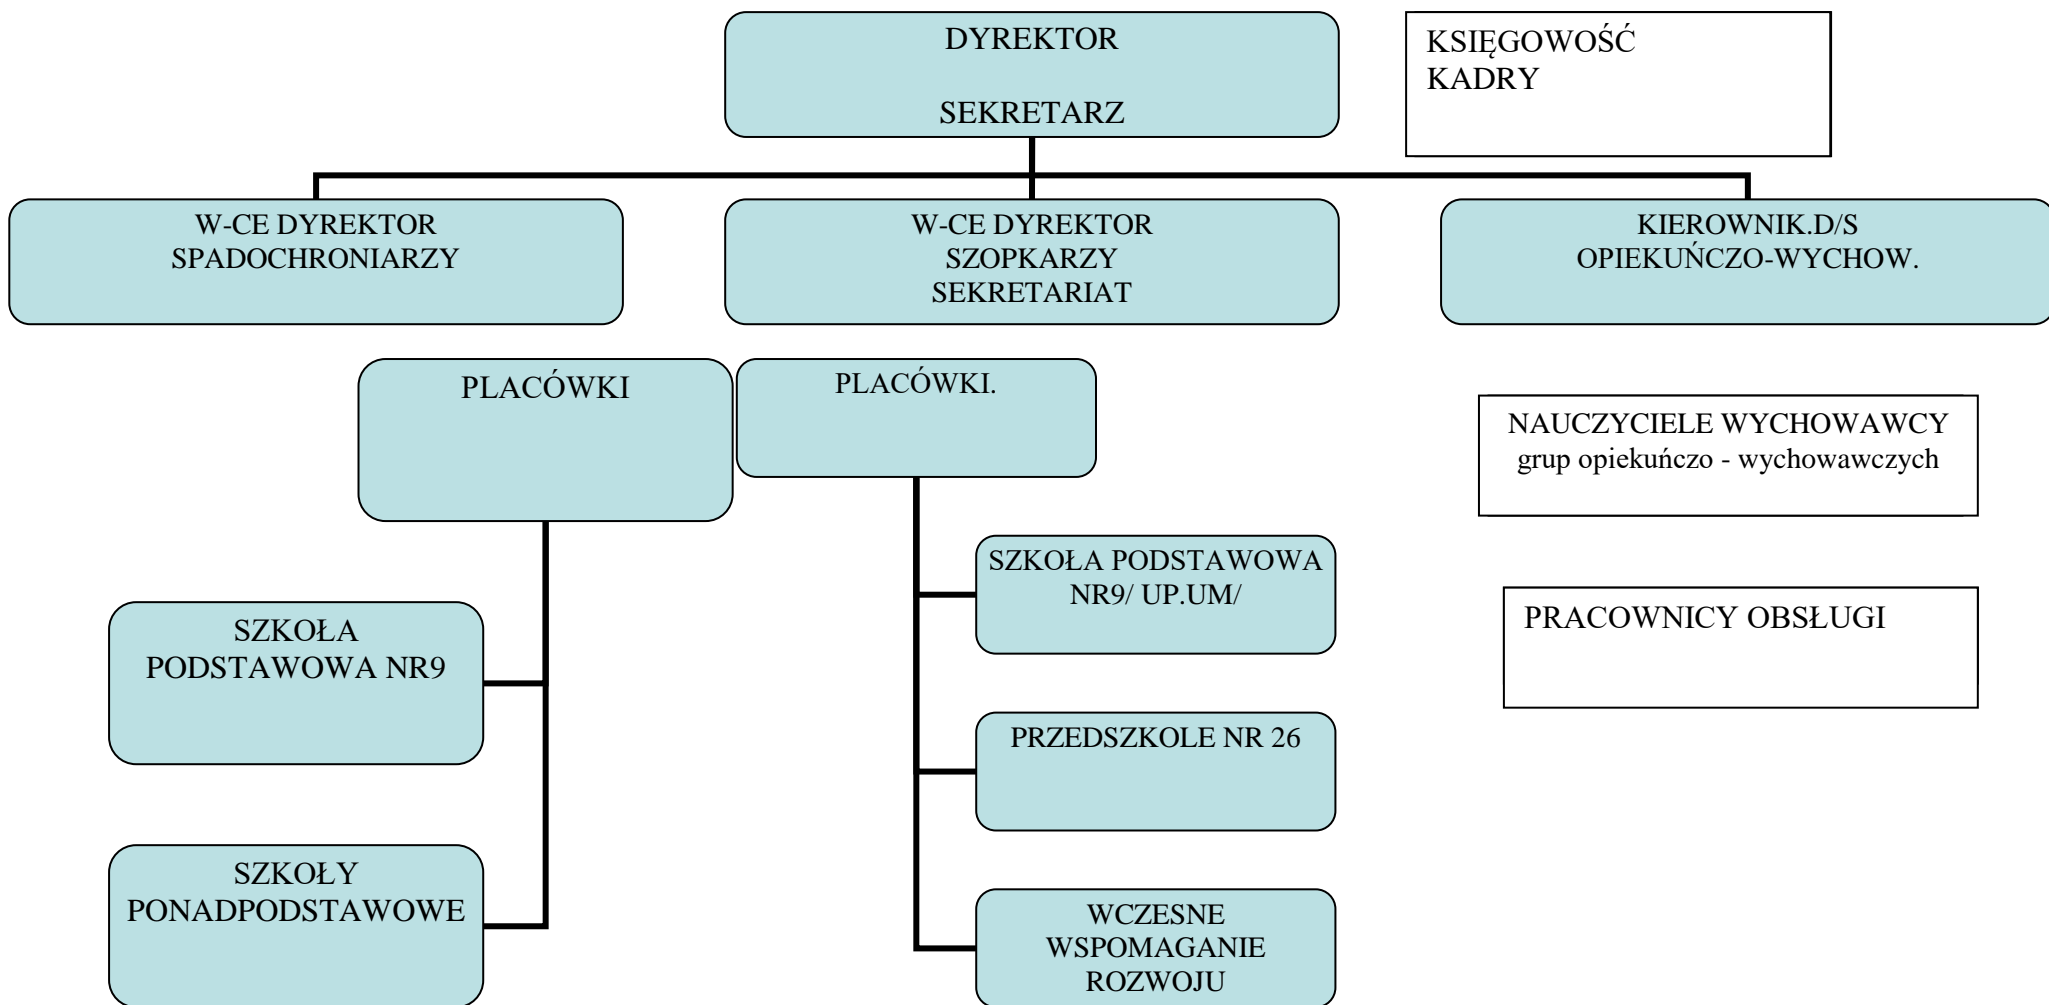 DYREKTOR
SEKRETARZ
KSIĘGOWOŚĆ
KADRY
W-CE DYREKTOR
SPADOCHRONIARZY
W-CE DYREKTOR
SZOPKARZY
SEKRETARIAT
KIEROWNIK.D/S
OPIEKUŃCZO-WYCHOW.
PLACÓWKI
PLACÓWKI.
NAUCZYCIELE WYCHOWAWCY
grup opiekuńczo - wychowawczych
SZKOŁA PODSTAWOWA
NR9/ UP.UM/
PRACOWNICY OBSŁUGI
SZKOŁA
PODSTAWOWA NR9
PRZEDSZKOLE NR 26
SZKOŁY
PONADPODSTAWOWE
WCZESNE
WSPOMAGANIE
ROZWOJU